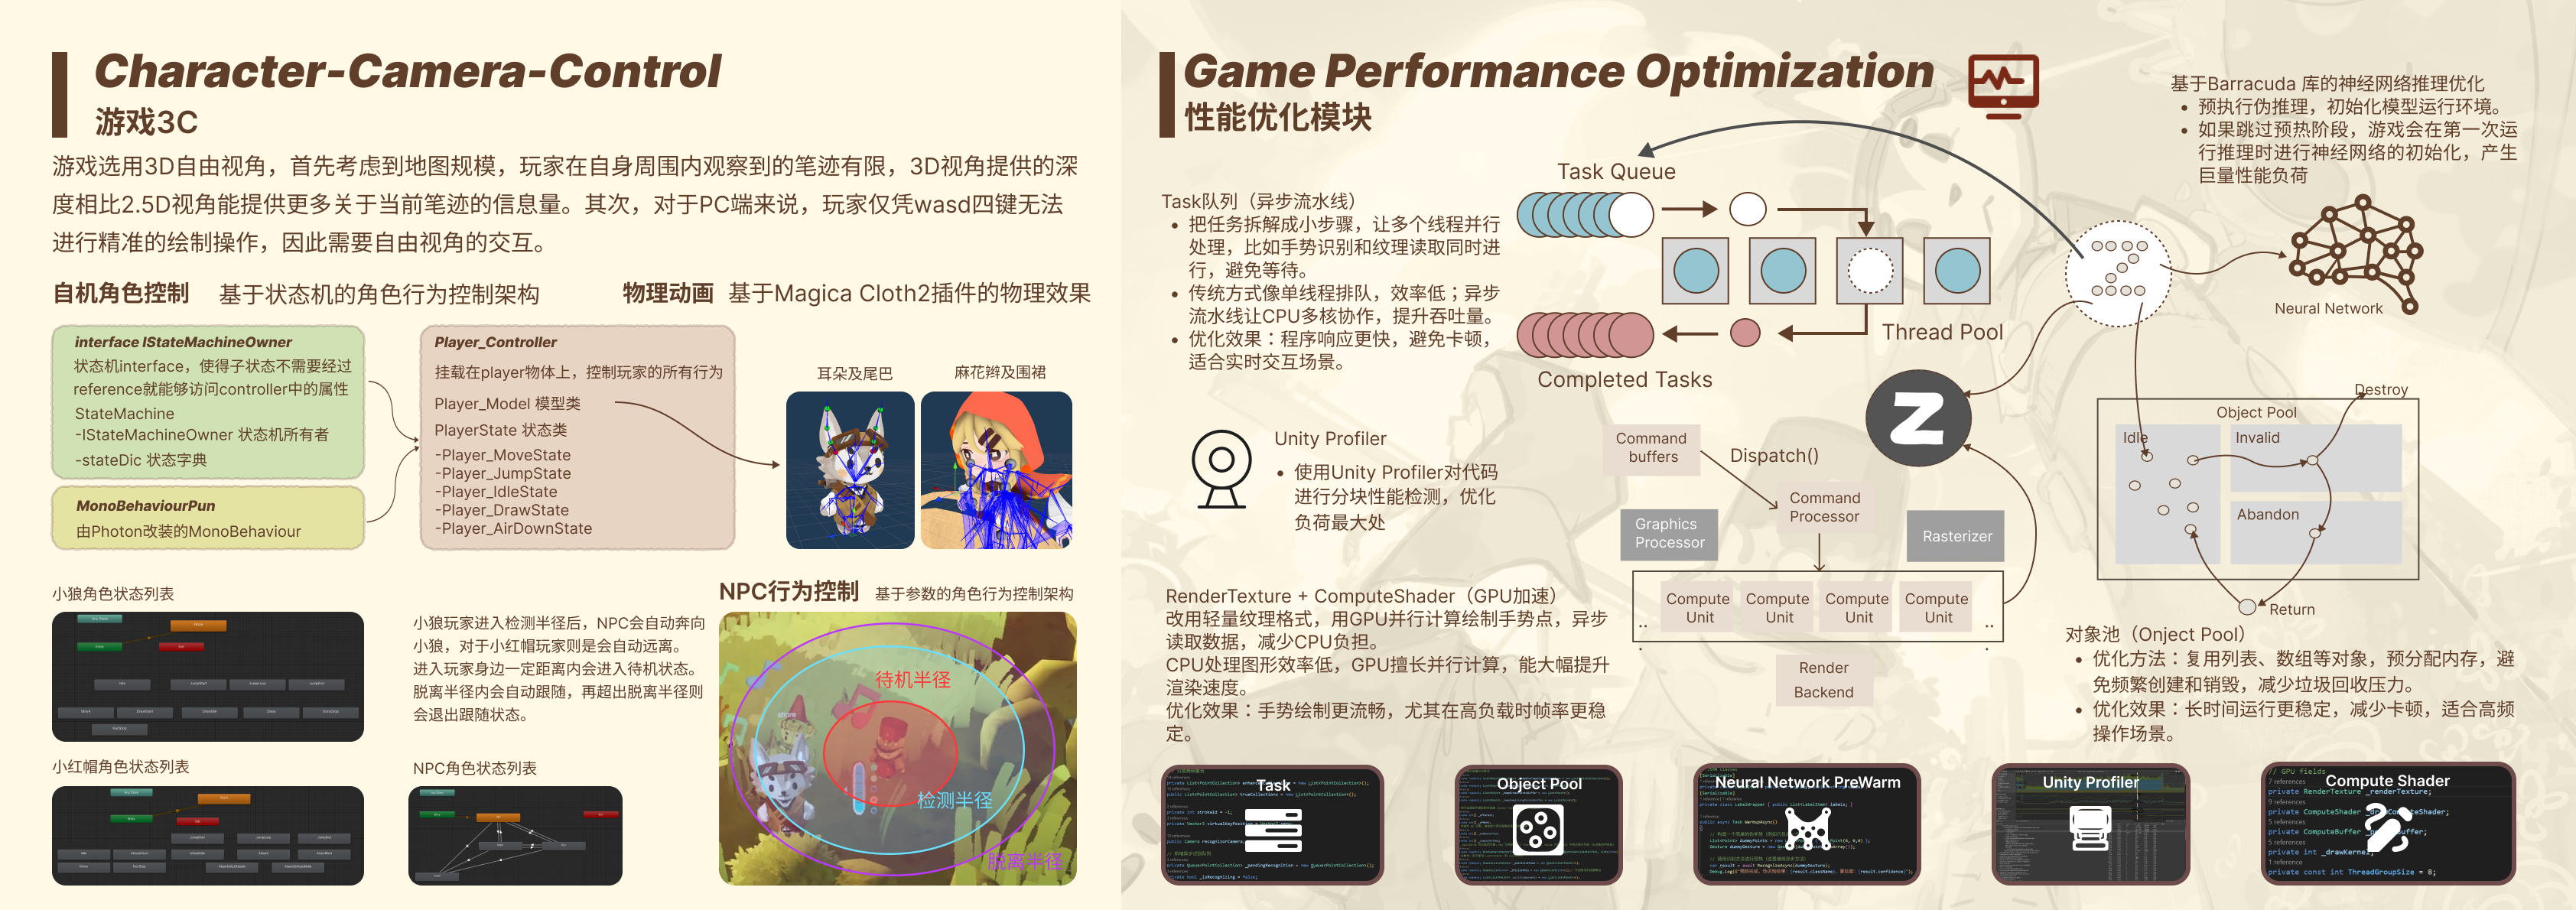 Character-Camera-Control
游戏3C
游戏选用3D自由视角，首先考虑到地图规模，玩家在自身周围内观察到的笔迹有限，3D视角提供的深
度相比2.5D视角能提供更多关于当前笔迹的信息量。其次，对于PC端来说，玩家仅凭wasd四键无法
进行精准的绘制操作，因此需要自由视角的交互。
自机角色控制 基于状态机的角色行为控制架构
物理动画 基于Magica Cloth2插件的物理效果
interface IStateMachineOwner
状态机interface，使得子状态不需要经过
reference就能够访问controller中的属性
StateMachine
-IStateMachineOwner 状态机所有者
-stateDic 状态字典
MonoBehaviourPun
由Photon改装的MonoBehaviour
Player_Controller
挂载在player物体上，控制玩家的所有行为
Player_Model 模型类
PlayerState 状态类
-Player_MoveState
-Player_JumpState
-Player_IdleState
-Player_DrawState
-Player_AirDownState
耳朵及尾巴
麻花辫及围裙
小狼角色状态列表
小红帽角色状态列表
小狼玩家进入检测半径后，NPC会自动奔向
小狼，对于小红帽玩家则是会自动远离。
进入玩家身边一定距离内会进入待机状态。
脱离半径内会自动跟随，再超出脱离半径则
会退出跟随状态。
NPC角色状态列表
NPC行为控制 基于参数的角色行为控制架构
待机半径
检测半径
脱离半径
Game Performance Optimization
性能优化模块
Task队列（异步流水线）
把任务拆解成小步骤，让多个线程并行
处理，比如手势识别和纹理读取同时进
行，避免等待。
传统方式像单线程排队，效率低；异步
流水线让CPU多核协作，提升吞吐量。
优化效果：程序响应更快，避免卡顿，
适合实时交互场景。
Task Queue
Thread Pool
Completed Tasks
基于Barracuda 库的神经网络推理优化
预执行伪推理，初始化模型运行环境。
如果跳过预热阶段，游戏会在第一次运
行推理时进行神经网络的初始化，产生
巨量性能负荷
Neural Network
Unity Profiler
使用Unity Profiler对代码
进行分块性能检测，优化
负荷最大处
Command
buffers
Dispatch()
Command
Processor
Graphics
Processor
Rasterizer
Compute
Unit
Compute
Unit
Compute
Unit
Compute
Unit
Render
Backend
Destroy
Object Pool
Idle
Invalid
Abandon
Return
RenderTexture + ComputeShader（GPU加速）
改用轻量纹理格式，用GPU并行计算绘制手势点，异步
读取数据，减少CPU负担。
CPU处理图形效率低，GPU擅长并行计算，能大幅提升
渲染速度。
优化效果：手势绘制更流畅，尤其在高负载时帧率更稳
定。
对象池（Onject Pool）
优化方法：复用列表、数组等对象，预分配内存，避
免频繁创建和销毁，减少垃圾回收压力。
优化效果：长时间运行更稳定，减少卡顿，适合高频
操作场景。
Task
Object Pool
Neural Network PreWarm
Unity Profiler
Compute Shader
// GPU fields
7 references
private RenderTexture _renderTexture;
9 references
private ComputeShader
5 references
private ComputeBuffer
5 references
private int _drawKernel;
1 reference
private const int ThreadGroupSize = 8;